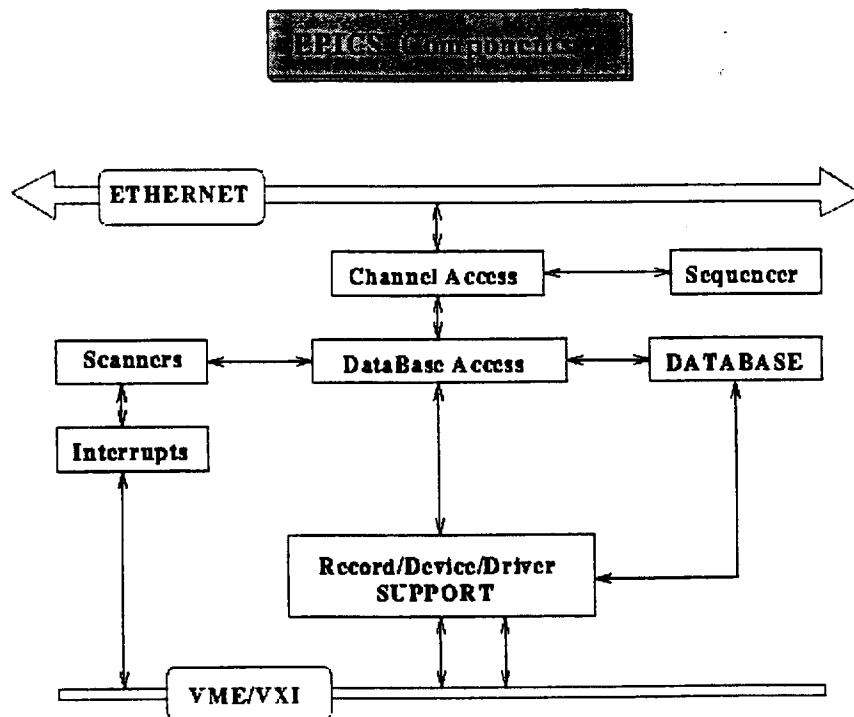 EPICS Components
ETHERNET
Channel Access
Sequencer
Scanners
DataBase Access
DATABASE
Interrupts
Record/Device/Driver
SUPPORT
VME/VXI